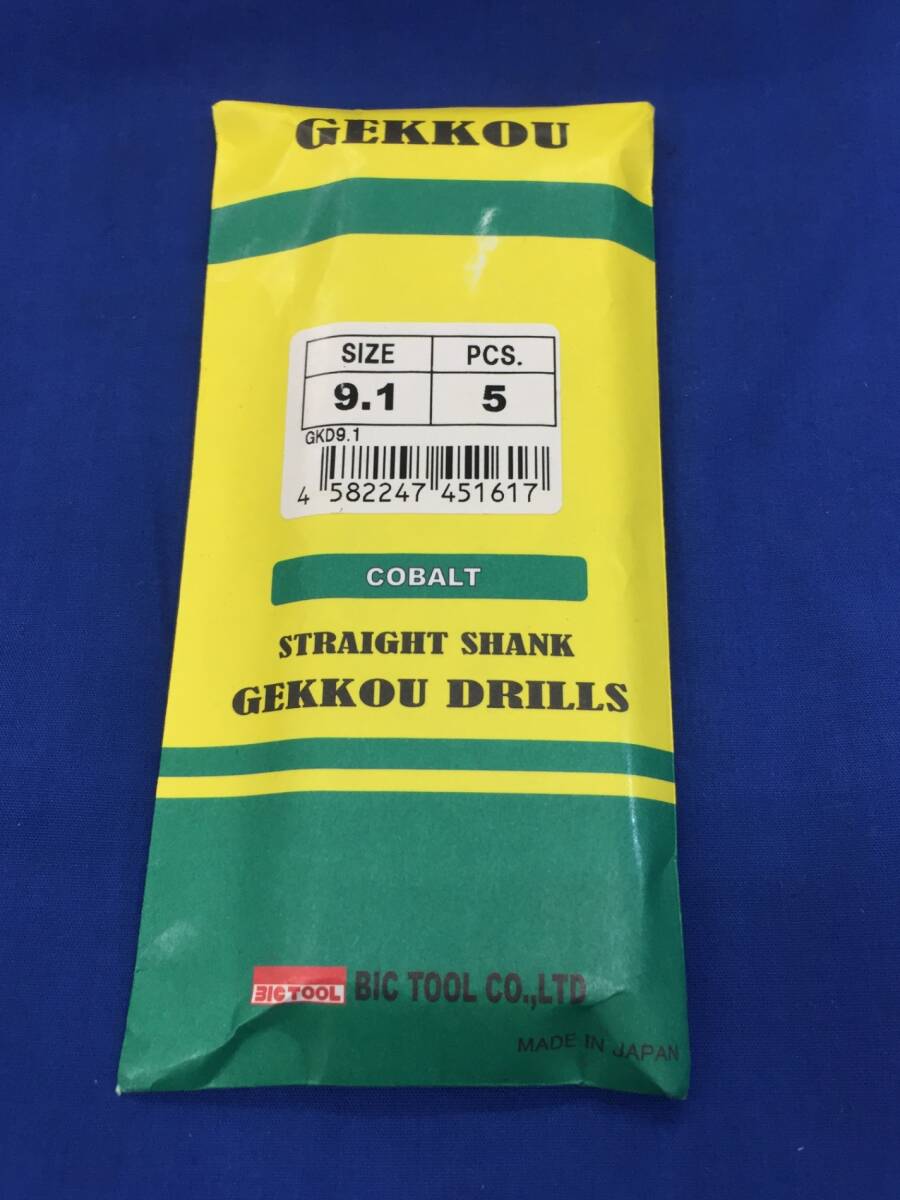 GEKKOU
SIZE PCS.
9.1 5
GKD9.1
4 582247 451617
COBALT
STRAIGHT SHANK
GEKKOU DRILLS
BIC TOOL BIC TOOL CO.,LTD
MADE IN JAPAN